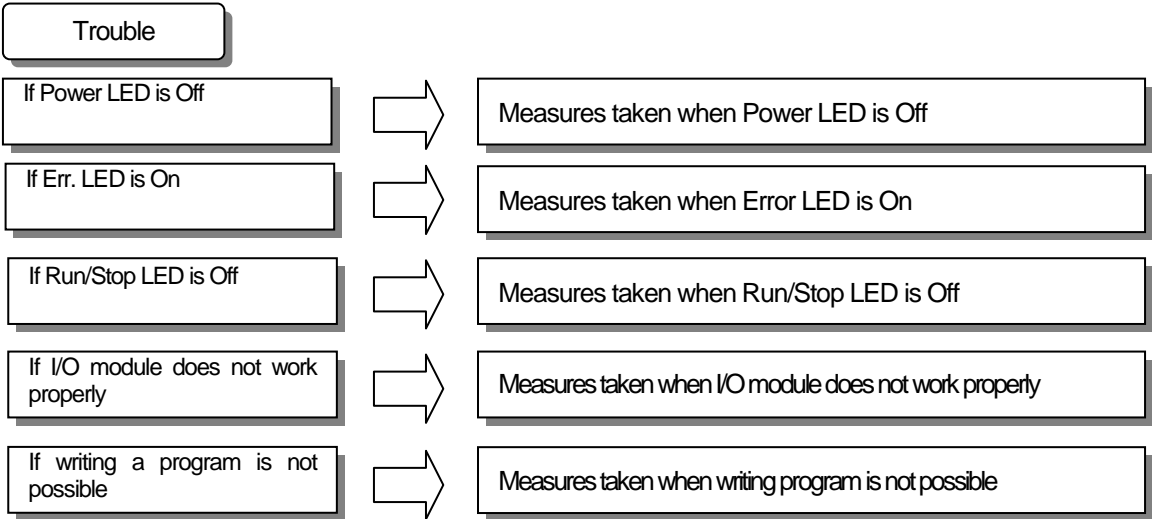 Trouble
If Power LED is Off
Measures taken when Power LED is Off
If Err. LED is On
Measures taken when Error LED is On
If Run/Stop LED is Off
Measures taken when Run/Stop LED is Off
If I/O module does not work
properly
Measures taken when I/O module does not work properly
If writing a program is not
possible
Measures taken when writing program is not possible